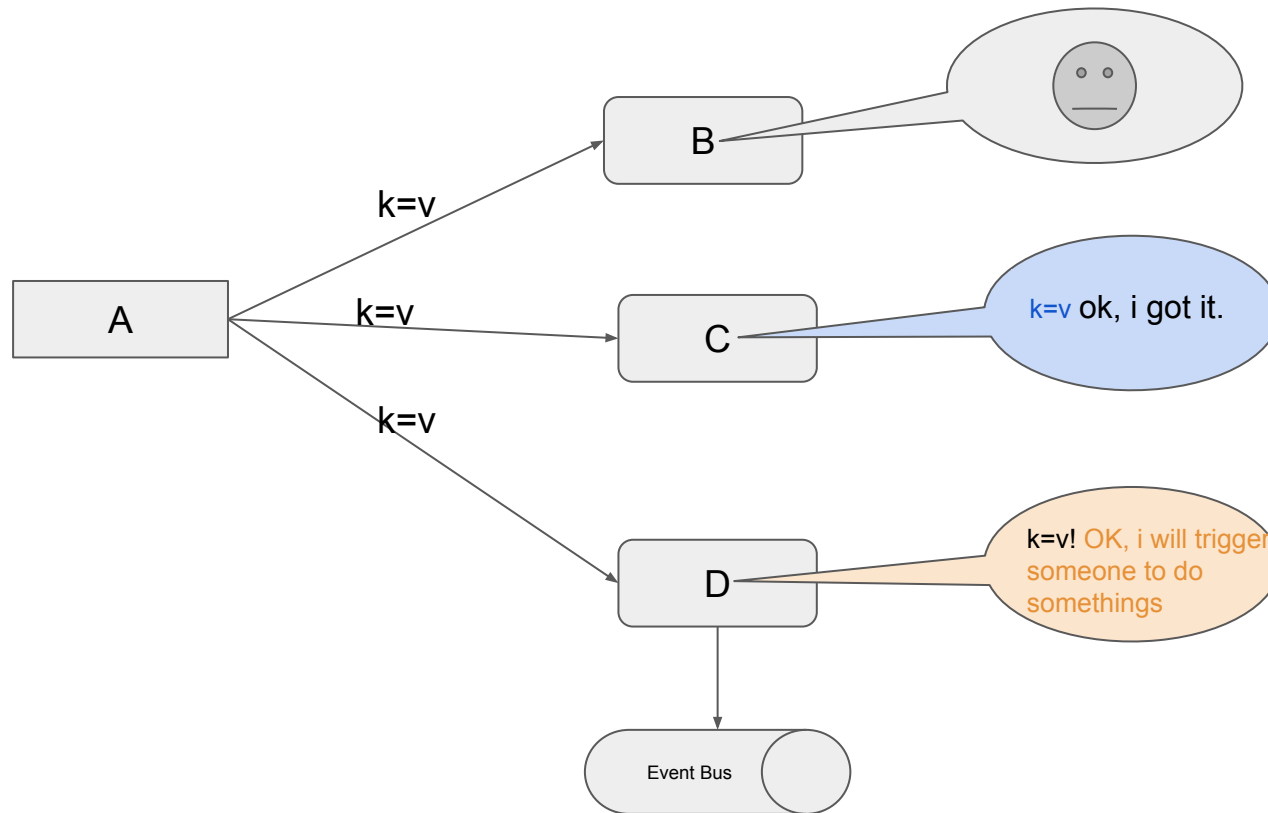 B
k=v
A
k=v
C
k=v ok, i got it.
k=v
D
k=v! OK, i will trigger
someone to do
somethings
Event Bus